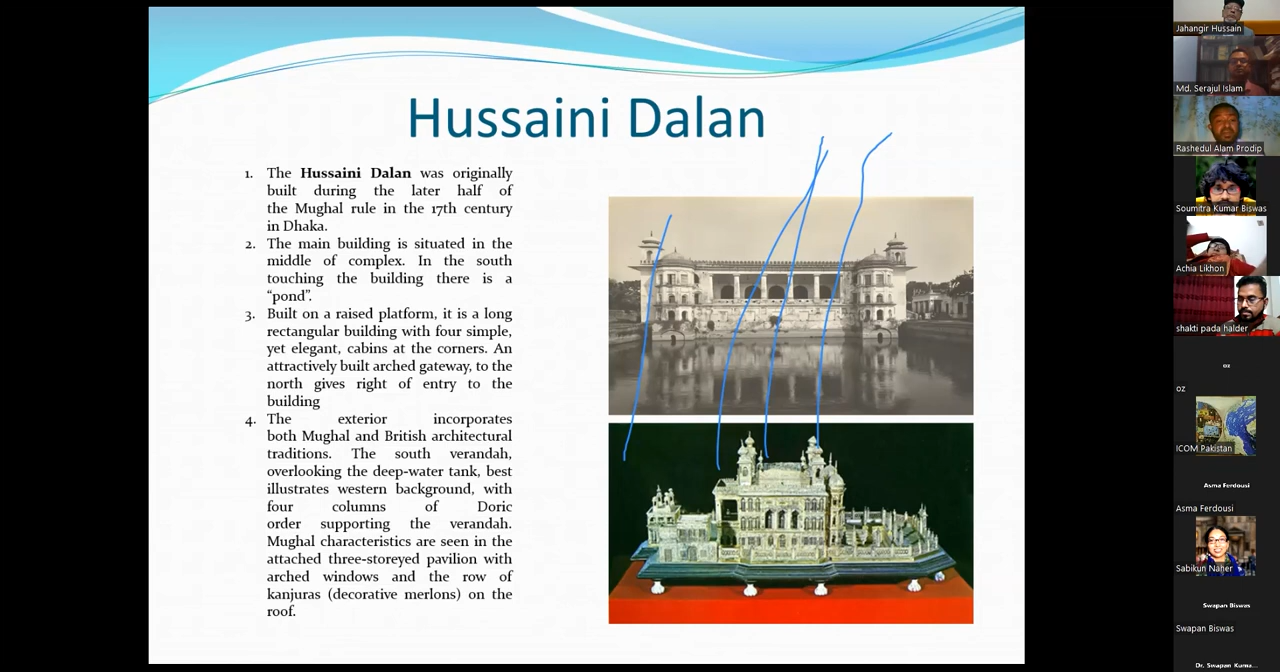 Hussaini Dalan
1. The Hussaini Dalan was originally
built during the later half of
the Mughal rule in the 17th century
in Dhaka.
2. The main building is situated in the
middle of complex. In the south
touching the building there is a
“pond”.
3. Built on a raised platform, it is a long
rectangular building with four simple,
yet elegant, cabins at the corners. An
attractively built arched gateway, to the
north gives right of entry to the
building
4. The exterior incorporates
both Mughal and British architectural
traditions. The south verandah,
overlooking the deep-water tank, best
illustrates western background, with
four columns of Doric
order supporting the verandah.
Mughal characteristics are seen in the
attached three-storeyed pavilion with
arched windows and the row of
kanjuras (decorative merlons) on the
roof.
Jahangir Hussain
Md. Serajul Islam
Rashedul Alam Prodip
Soumitra Kumar Biswas
Achia Likhon
shakti pada halder
oz
oz
ICOM Pakistan
Asma Ferdousi
Asma Ferdousi
Sabikun Naher
Swapan Biswas
Swapan Biswas
Dr. Swapan Kuma...